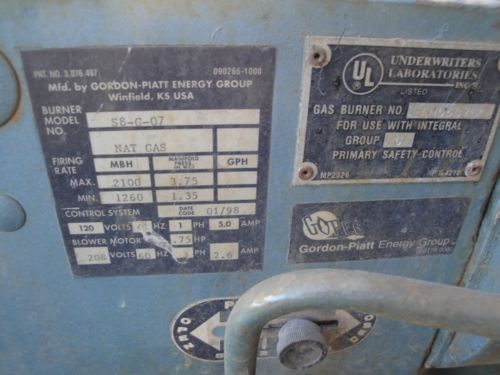 PAT. NO. 3,076,497 090266-1000
Mfd. by GORDON-PIATT ENERGY GROUP
Winfield, KS USA
BURNER
MODEL
NO. S8-G-07
NAT GAS
FIRING
RATE MBH MANIFOLD PRESS. GPH
MAX. 2100 3.75
MIN. 1260 1.35
CONTROL SYSTEM DATE CODE 01/98
120 VOLTS HZ 1 PH 5.0 AMP
BLOWER MOTOR .75 HP
208 VOLTS 60 HZ PH 2.6 AMP
UL
UNDERWRITERS
LABORATORIES
INC.
LISTED
GAS BURNER NO.
FOR USE WITH INTEGRAL
GROUP
PRIMARY SAFETY CONTROL
MP2526
Gordon-Piatt Energy Group